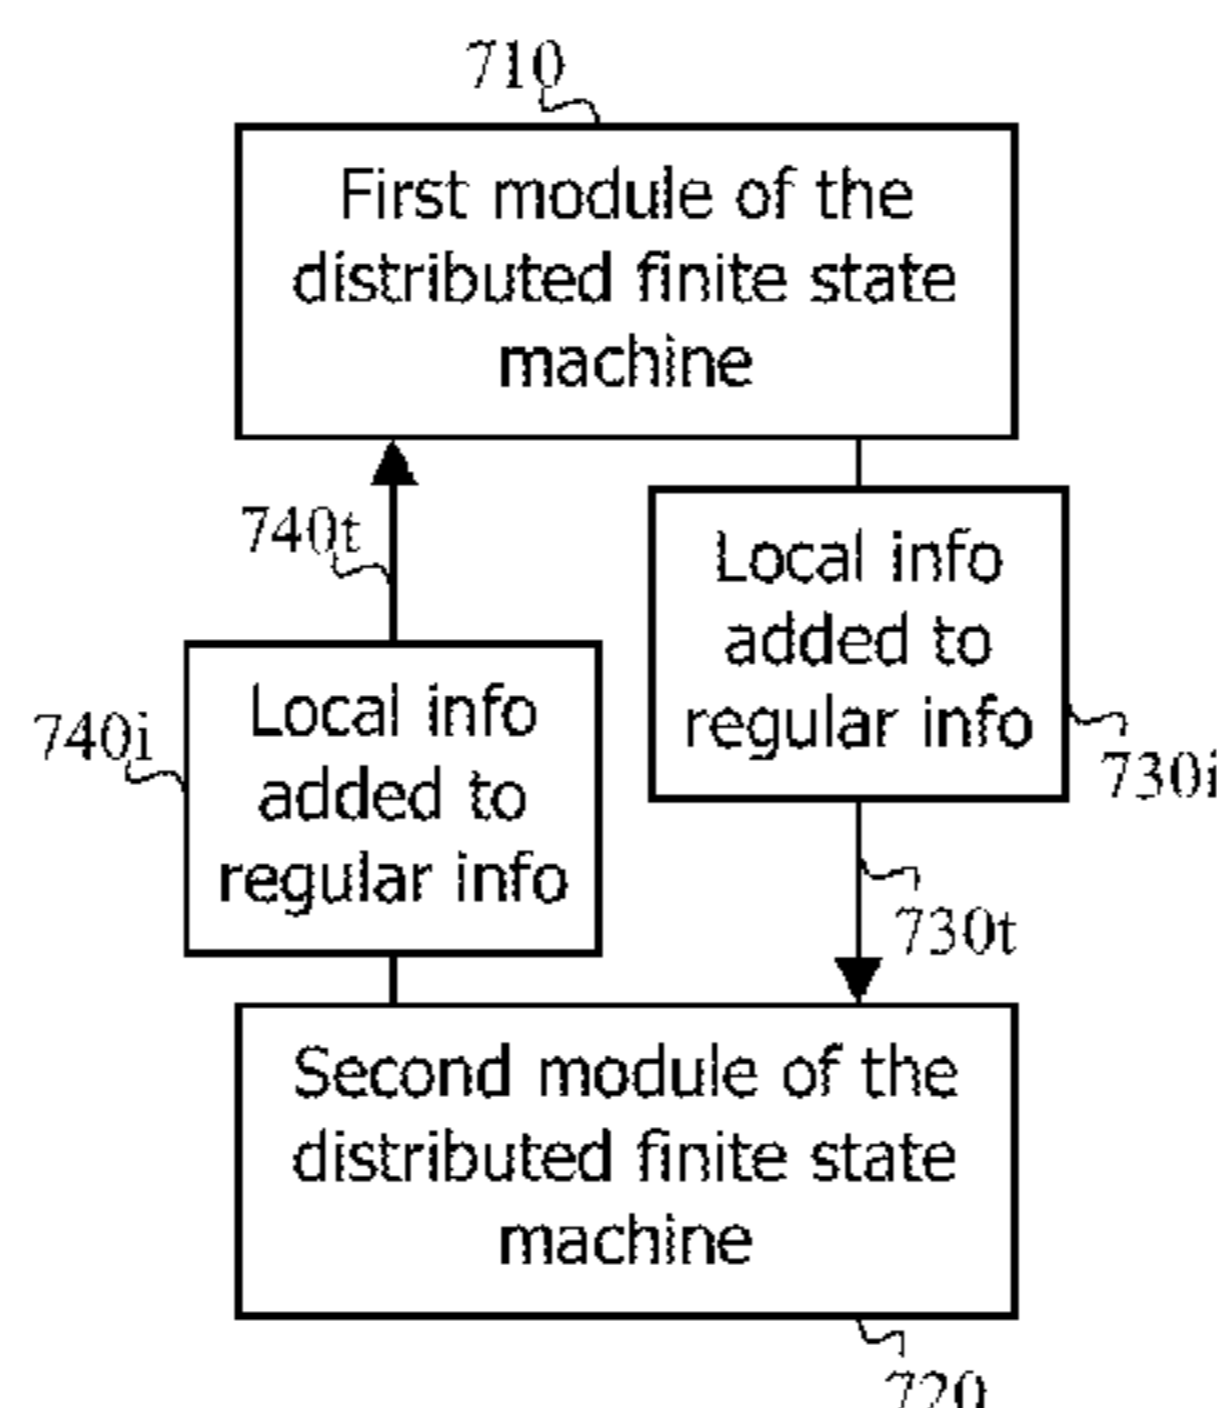 710
First module of the
distributed finite state
machine
740t
Local info
added to
regular info
730i
740i
Local info
added to
regular info
730t
Second module of the
distributed finite state
machine
720